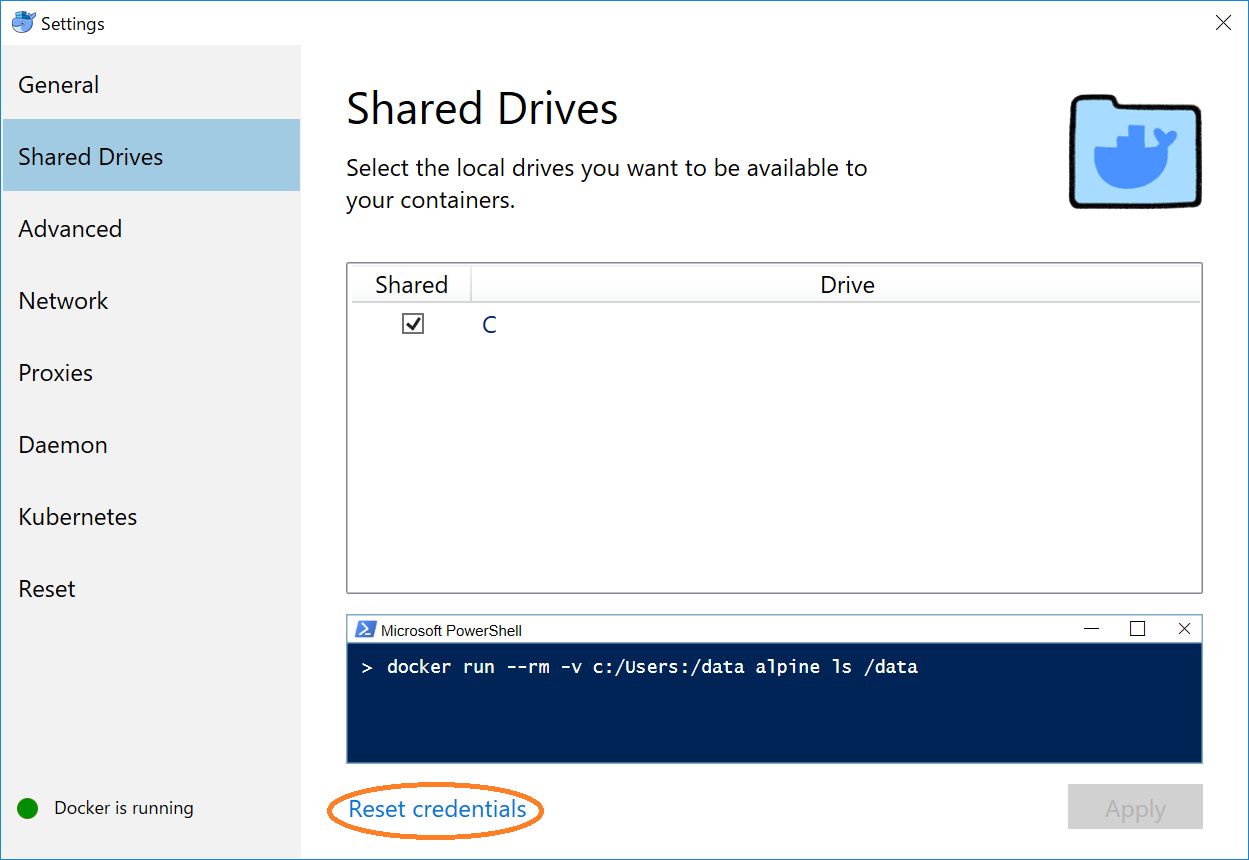 Settings
General
Shared Drives
Advanced
Network
Proxies
Daemon
Kubernetes
Reset
Docker is running
Shared Drives
Select the local drives you want to be available to
your containers.
Shared Drive
C
Microsoft PowerShell
> docker run --rm -v c:/Users:/data alpine ls /data
Reset credentials
Apply